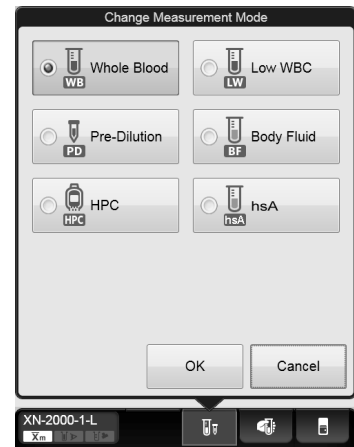 Change Measurement Mode
Whole Blood
WB
Low WBC
LW
Pre-Dilution
PD
Body Fluid
BF
HPC
HPC
hsA
hsA
OK
Cancel
XN-2000-1-L
X̄m